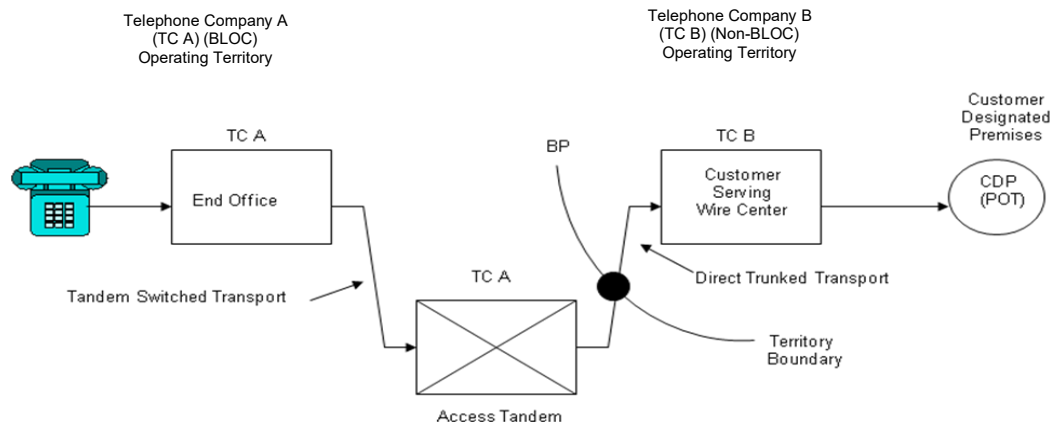 Telephone Company A
(TC A) (BLOC)
Operating Territory
Telephone Company B
(TC B) (Non-BLOC)
Operating Territory
Customer
Designated
Premises
TC A
End Office
BP
TC B
Customer
Serving
Wire Center
CDP
(POT)
Tandem Switched Transport
TC A
Direct Trunked Transport
Territory
Boundary
Access Tandem